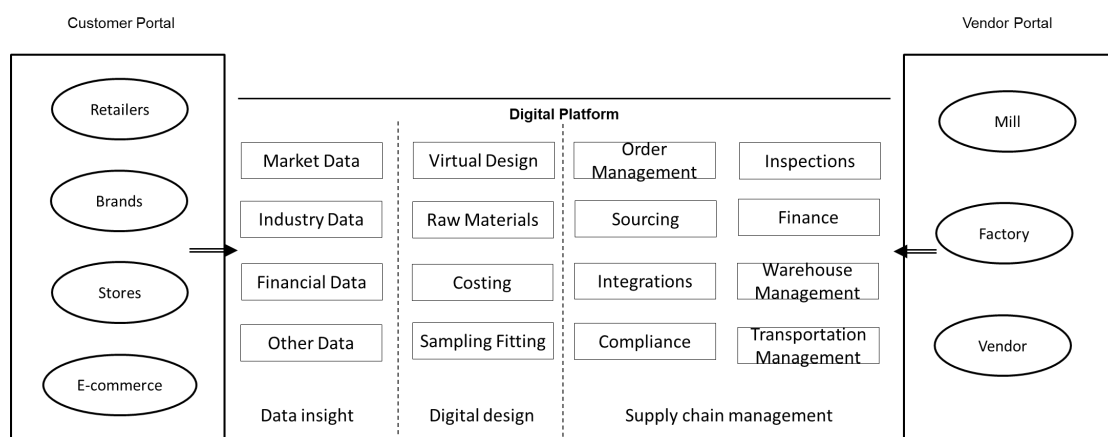 Customer Portal
Vendor Portal
Retailers
Brands
Stores
E-commerce
Digital Platform
Market Data
Industry Data
Financial Data
Other Data
Data insight
Virtual Design
Raw Materials
Costing
Sampling Fitting
Digital design
Order
Management
Sourcing
Integrations
Compliance
Inspections
Finance
Warehouse
Management
Transportation
Management
Supply chain management
Mill
Factory
Vendor